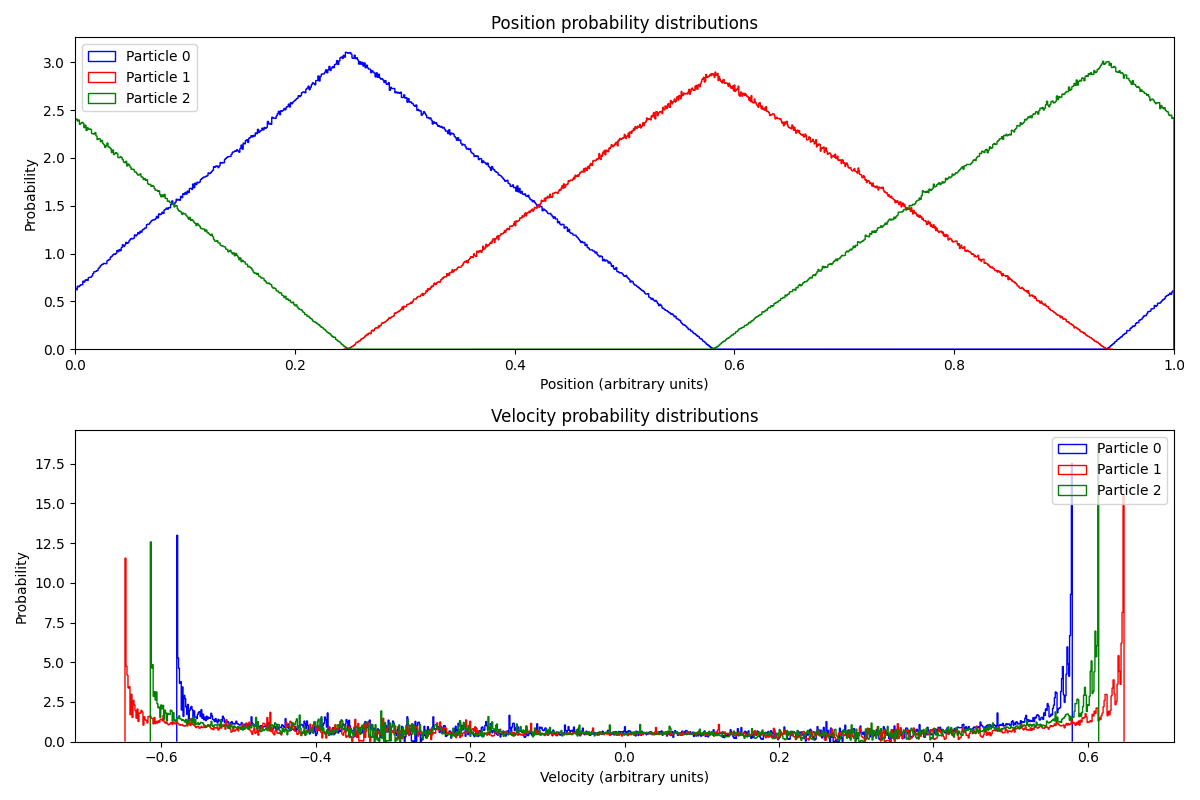 Position probability distributions
Particle 0
Particle 1
Particle 2
Probability
3.0
2.5
2.0
1.5
1.0
0.5
0.0
0.0 0.2 0.4 0.6 0.8 1.0
Position (arbitrary units)
Velocity probability distributions
Particle 0
Particle 1
Particle 2
Probability
17.5
15.0
12.5
10.0
7.5
5.0
2.5
0.0
−0.6 −0.4 −0.2 0.0 0.2 0.4 0.6
Velocity (arbitrary units)